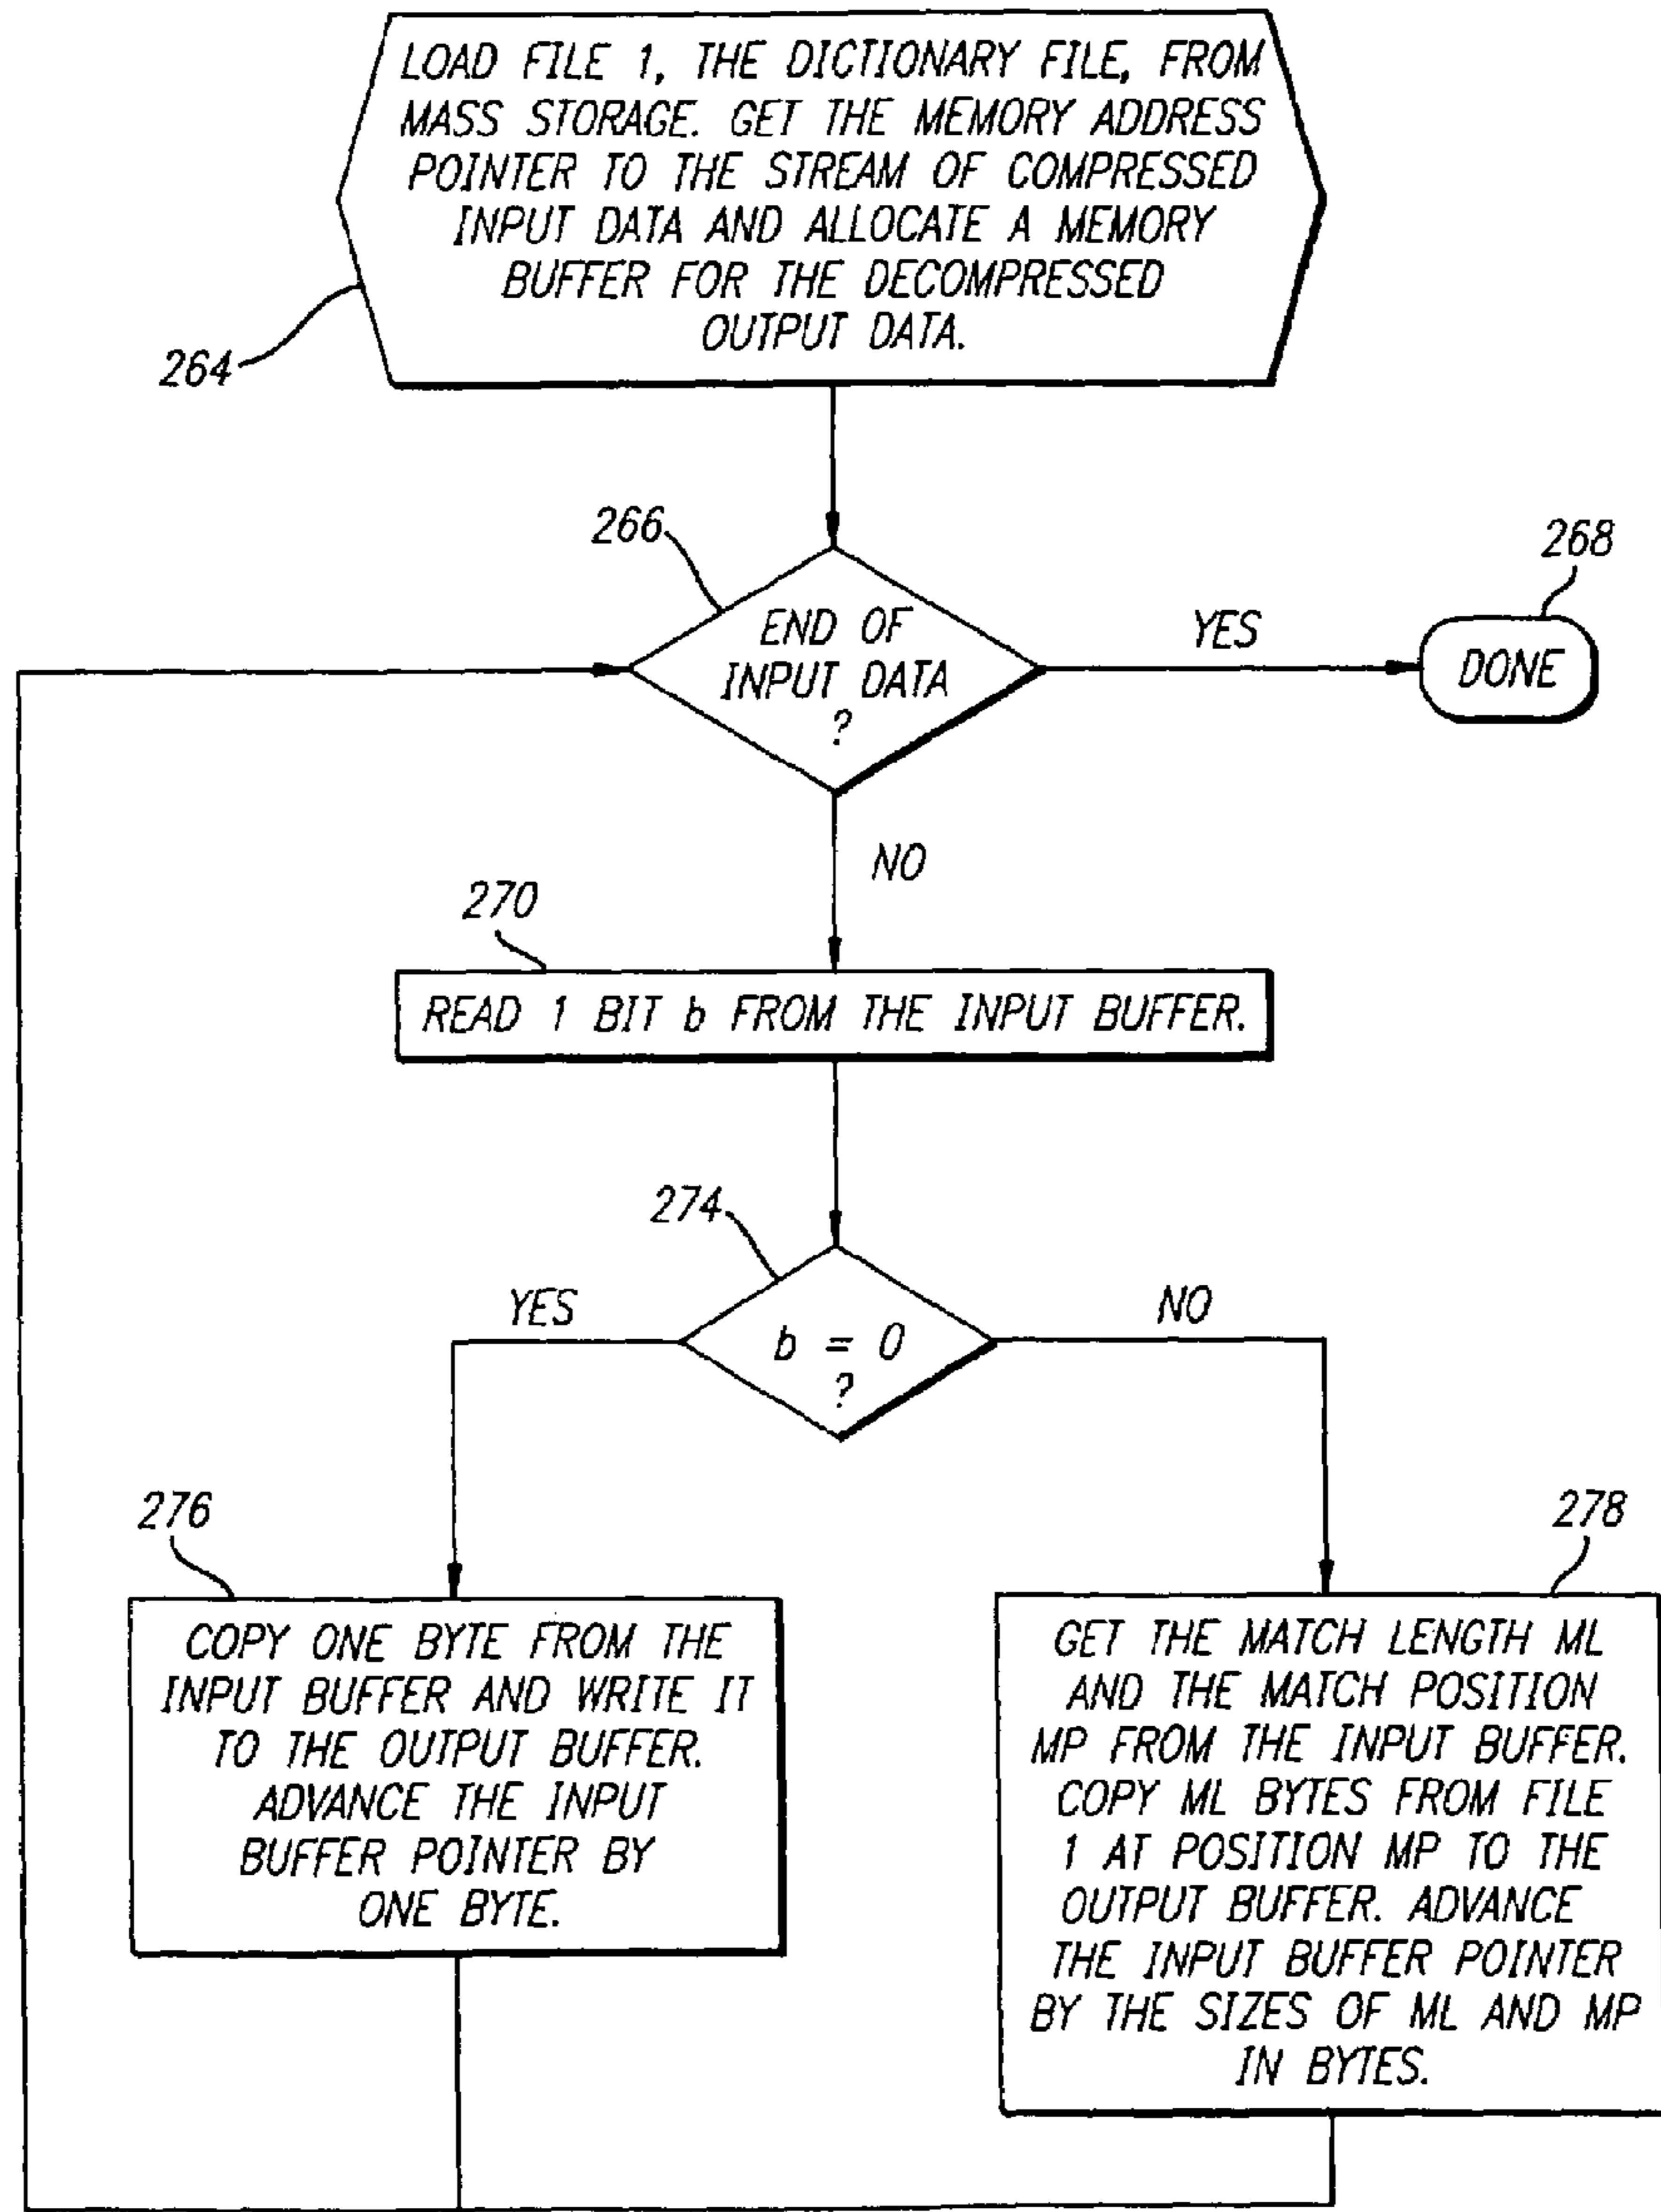 LOAD FILE 1, THE DICTIONARY FILE, FROM
MASS STORAGE. GET THE MEMORY ADDRESS
POINTER TO THE STREAM OF COMPRESSED
INPUT DATA AND ALLOCATE A MEMORY
BUFFER FOR THE DECOMPRESSED
OUTPUT DATA.
264
266
END OF
INPUT DATA
?
YES
268
DONE
NO
270
READ 1 BIT b FROM THE INPUT BUFFER.
274
YES
b = 0
?
NO
276
COPY ONE BYTE FROM THE
INPUT BUFFER AND WRITE IT
TO THE OUTPUT BUFFER.
ADVANCE THE INPUT
BUFFER POINTER BY
ONE BYTE.
278
GET THE MATCH LENGTH ML
AND THE MATCH POSITION
MP FROM THE INPUT BUFFER.
COPY ML BYTES FROM FILE
1 AT POSITION MP TO THE
OUTPUT BUFFER. ADVANCE
THE INPUT BUFFER POINTER
BY THE SIZES OF ML AND MP
IN BYTES.